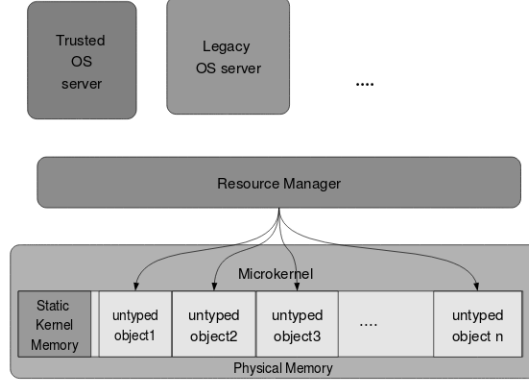 Trusted
OS
server
Legacy
OS server
....
Resource Manager
Microkernel
Static
Kernel
Memory
untyped
object1
untyped
object2
untyped
object3
....
untyped
object n
Physical Memory